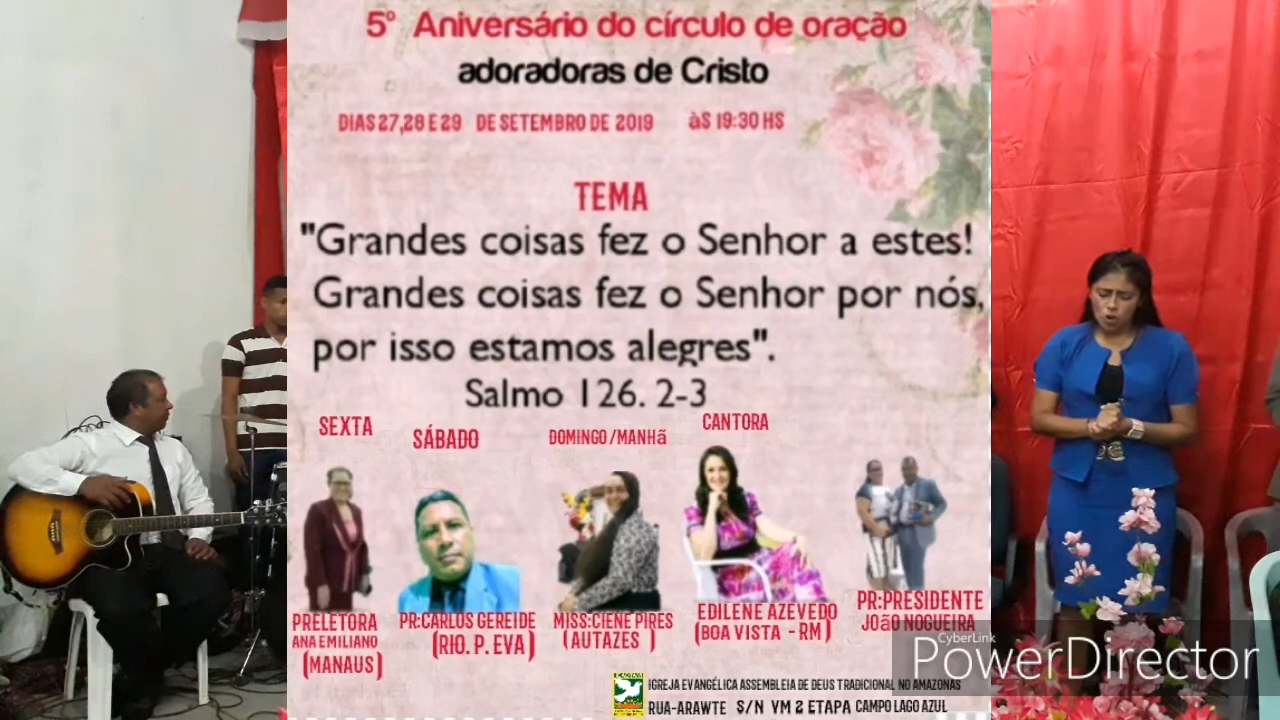 5° Aniversário do círculo de oração
adoradoras de Cristo
DIAS 27,28 E 29 DE SETEMBRO DE 2019 às 19:30 HS
TEMA
"Grandes coisas fez o Senhor a estes!
Grandes coisas fez o Senhor por nós,
por isso estamos alegres".
Salmo 126. 2-3
SEXTA
SÁBADO
DOMINGO/MANHã
CANTORA
PRELETORA
ANA EMILIANO
(MANAUS)
PR:CARLOS GEREIDE
(RIO. P. EVA)
MISS:CIENE PIRES
(AUTAZES )
EDILENE AZEVEDO
(BOA VISTA - RM)
PR:PRESIDENTE
JOãO NOGUEIRA
CyberLink
PowerDirector
IGREJA EVANGÉLICA ASSEMBLEIA DE DEUS TRADICIONAL NO AMAZONAS
RUA-ARAWTE S/N VM 2 ETAPA CAMPO LAGO AZUL